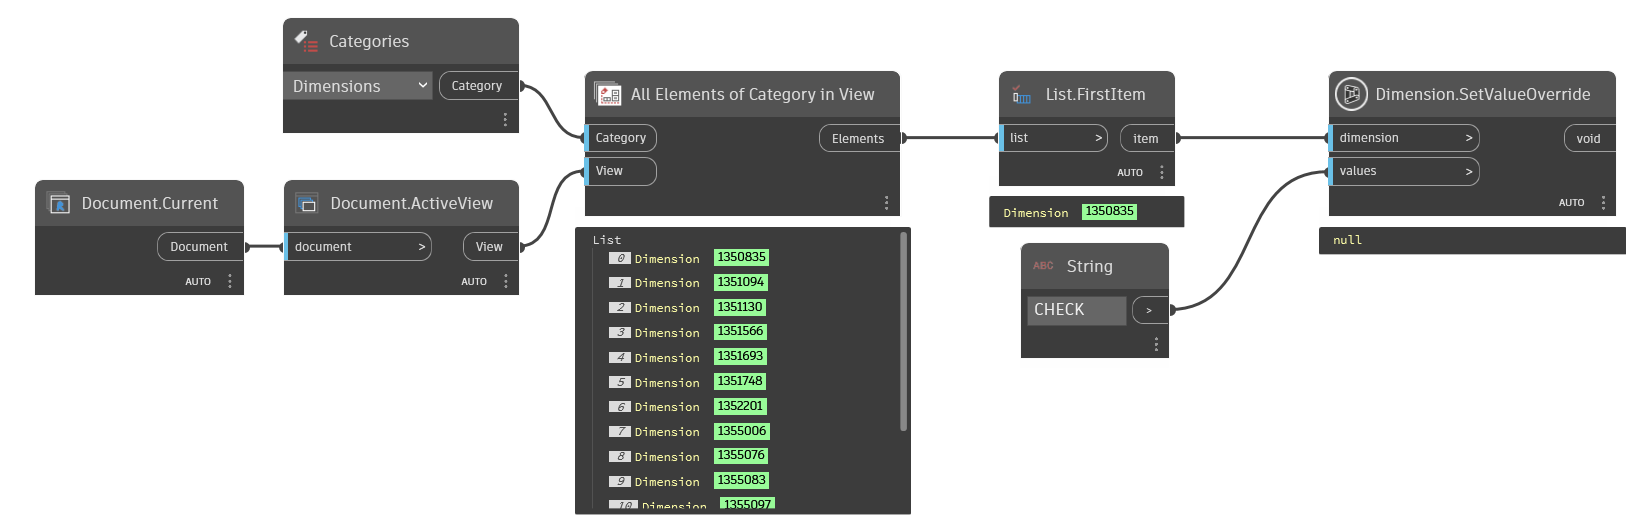 Categories
Dimensions
Category
Document.Current
Document
AUTO
Document.ActiveView
document >
View
AUTO
All Elements of Category in View
Category
Elements
View
List
0 Dimension 1350835
1 Dimension 1351094
2 Dimension 1351130
3 Dimension 1351566
4 Dimension 1351693
5 Dimension 1351748
6 Dimension 1352201
7 Dimension 1355006
8 Dimension 1355076
9 Dimension 1355083
10 Dimension 1355097
List.FirstItem
list >
item
AUTO
Dimension 1350835
ABC String
CHECK
>
Dimension.SetValueOverride
dimension >
void
values >
AUTO
null